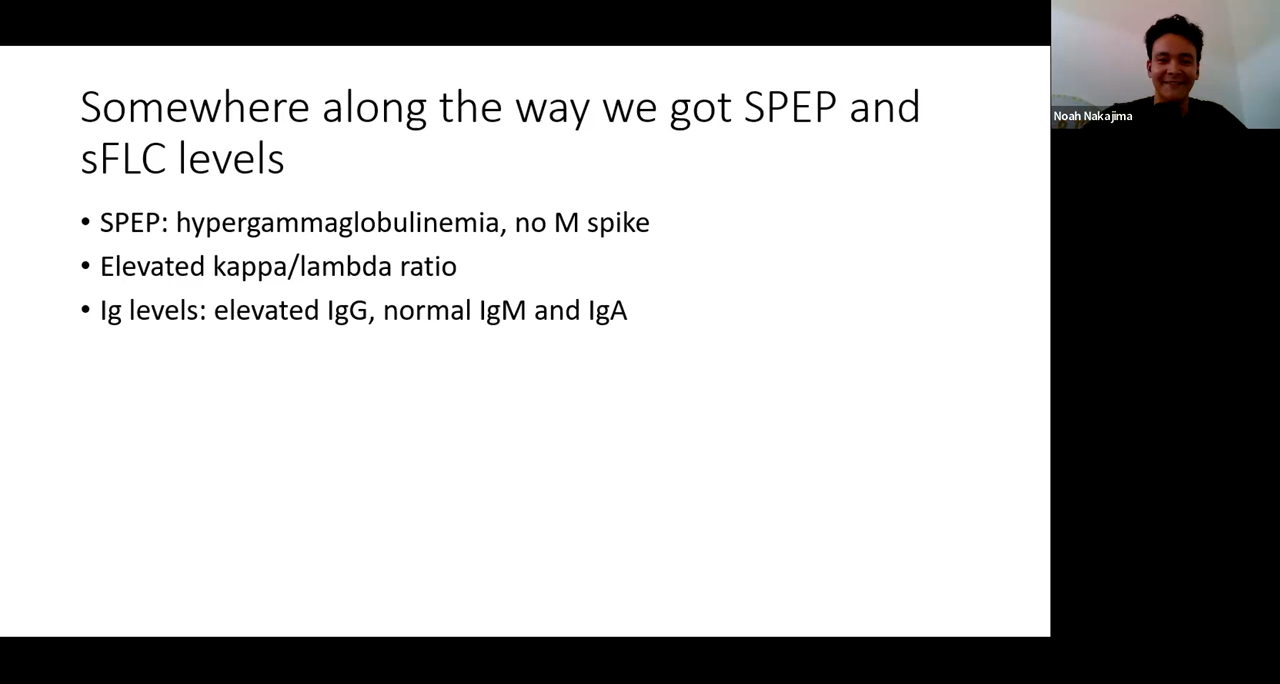 Somewhere along the way we got SPEP and
sFLC levels
• SPEP: hypergammaglobulinemia, no M spike
• Elevated kappa/lambda ratio
• Ig levels: elevated IgG, normal IgM and IgA
Noah Nakajima